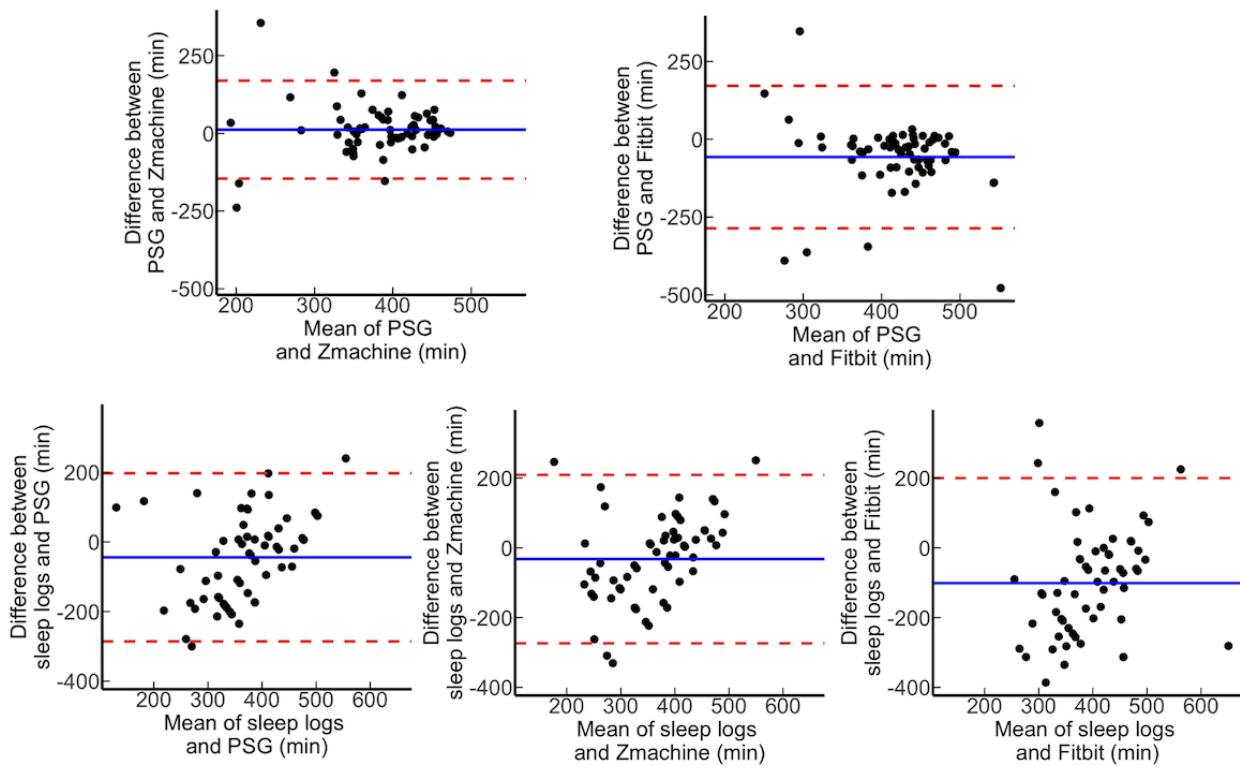 Difference between
PSG and Zmachine (min)
250
0
-250
-500
200 300 400 500
Mean of PSG
and Zmachine (min)
Difference between
PSG and Fitbit (min)
250
0
-250
-500
200 300 400 500
Mean of PSG
and Fitbit (min)
Difference between
sleep logs and PSG (min)
200
0
-200
-400
200 300 400 500 600
Mean of sleep logs
and PSG (min)
Difference between
sleep logs and Zmachine (min)
200
0
-200
-400
200 300 400 500 600
Mean of sleep logs
and Zmachine (min)
Difference between
sleep logs and Fitbit (min)
200
0
-200
-400
200 300 400 500 600
Mean of sleep logs
and Fitbit (min)